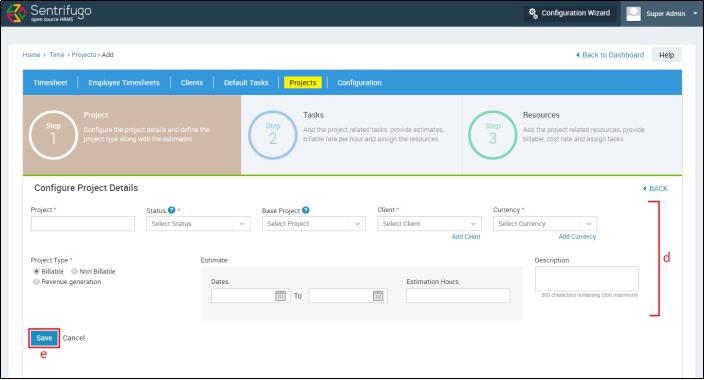 Sentrifugo
open source HRMS
Configuration Wizard
Super Admin
Home > Time > Projects > Add
Back to Dashboard
Help
Timesheet
Employee Timesheets
Clients
Default Tasks
Projects
Configuration
Step
1
Project
Configure the project details and define the
project type along with the estimates
Step
2
Tasks
Add the project related tasks, provide estimates,
billable rate per hour and assign the resources
Step
3
Resources
Add the project related resources, provide
billable, cost rate and assign tasks
Configure Project Details
BACK
Project *
Status ? *
Base Project ?
Client *
Currency *
Select Status
Select Project
Select Client
Select Currency
Add Client
Add Currency
d
Project Type *
Billable
Non Billable
Revenue generation
Estimate
Dates
To
Estimation Hours
Description
500 characters remaining (500 maximum)
Save
Cancel
e